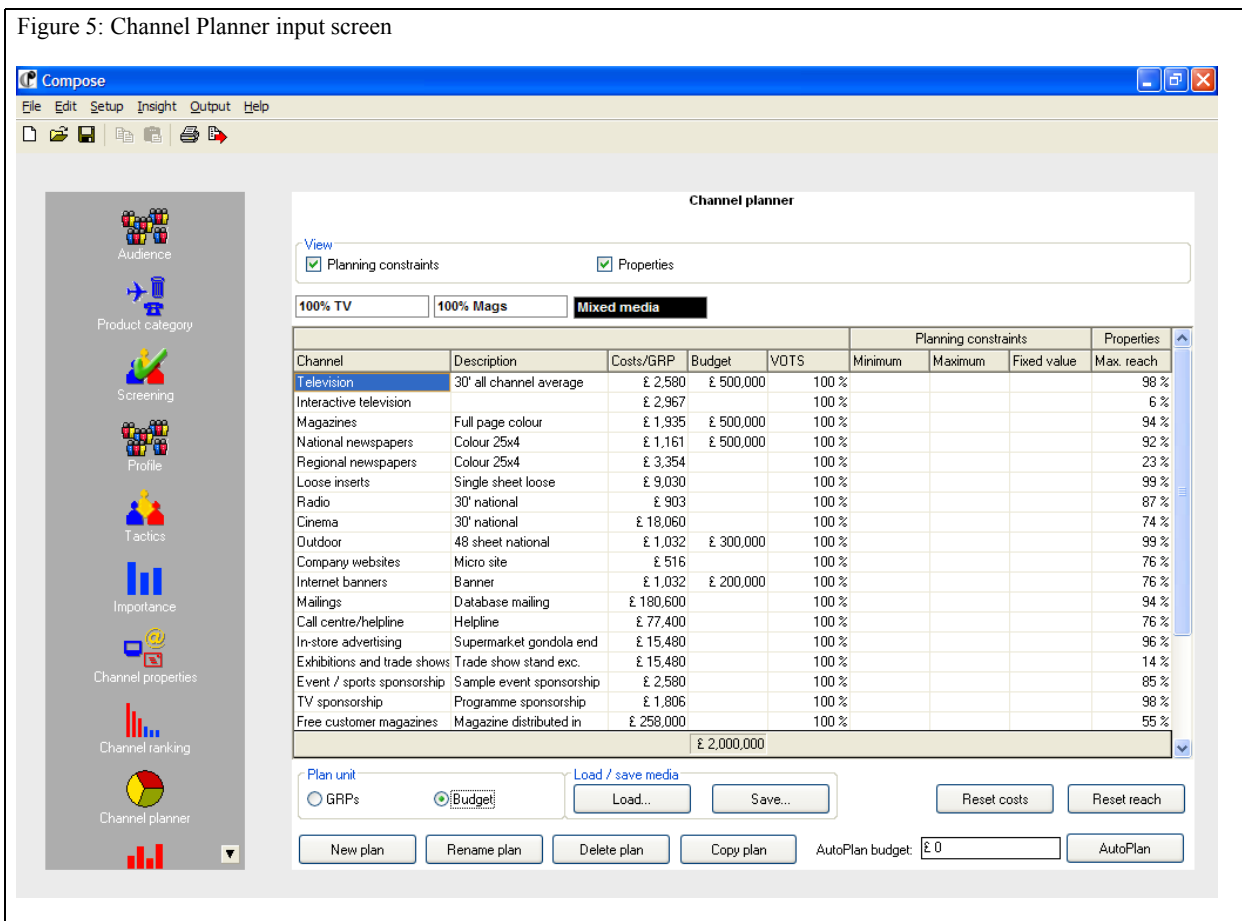 Figure 5: Channel Planner input screen
Compose
File Edit Setup Insight Output Help
Audience
Product category
Screening
Profile
Tactics
Importance
Channel properties
Channel ranking
Channel planner
Channel planner
View
Planning constraints Properties
100% TV 100% Mags Mixed media
Planning constraints Properties
Channel Description Costs/GRP Budget VOTS Minimum Maximum Fixed value Max. reach
Television 30' all channel average £ 2,580 £ 500,000 100 % 98 %
Interactive television £ 2,967 100 % 6 %
Magazines Full page colour £ 1,935 £ 500,000 100 % 94 %
National newspapers Colour 25x4 £ 1,161 £ 500,000 100 % 92 %
Regional newspapers Colour 25x4 £ 3,354 100 % 23 %
Loose inserts Single sheet loose £ 9,030 100 % 99 %
Radio 30' national £ 903 100 % 87 %
Cinema 30' national £ 18,060 100 % 74 %
Outdoor 48 sheet national £ 1,032 £ 300,000 100 % 99 %
Company websites Micro site £ 516 100 % 76 %
Internet banners Banner £ 1,032 £ 200,000 100 % 76 %
Mailings Database mailing £ 180,600 100 % 94 %
Call centre/helpline Helpline £ 77,400 100 % 76 %
In-store advertising Supermarket gondola end £ 15,480 100 % 96 %
Exhibitions and trade shows Trade show stand exc. £ 15,480 100 % 14 %
Event / sports sponsorship Sample event sponsorship £ 2,580 100 % 85 %
TV sponsorship Programme sponsorship £ 1,806 100 % 98 %
Free customer magazines Magazine distributed in £ 258,000 100 % 55 %
£ 2,000,000
Plan unit Load / save media
GRPs Budget Load... Save... Reset costs Reset reach
New plan Rename plan Delete plan Copy plan AutoPlan budget: £ 0 AutoPlan